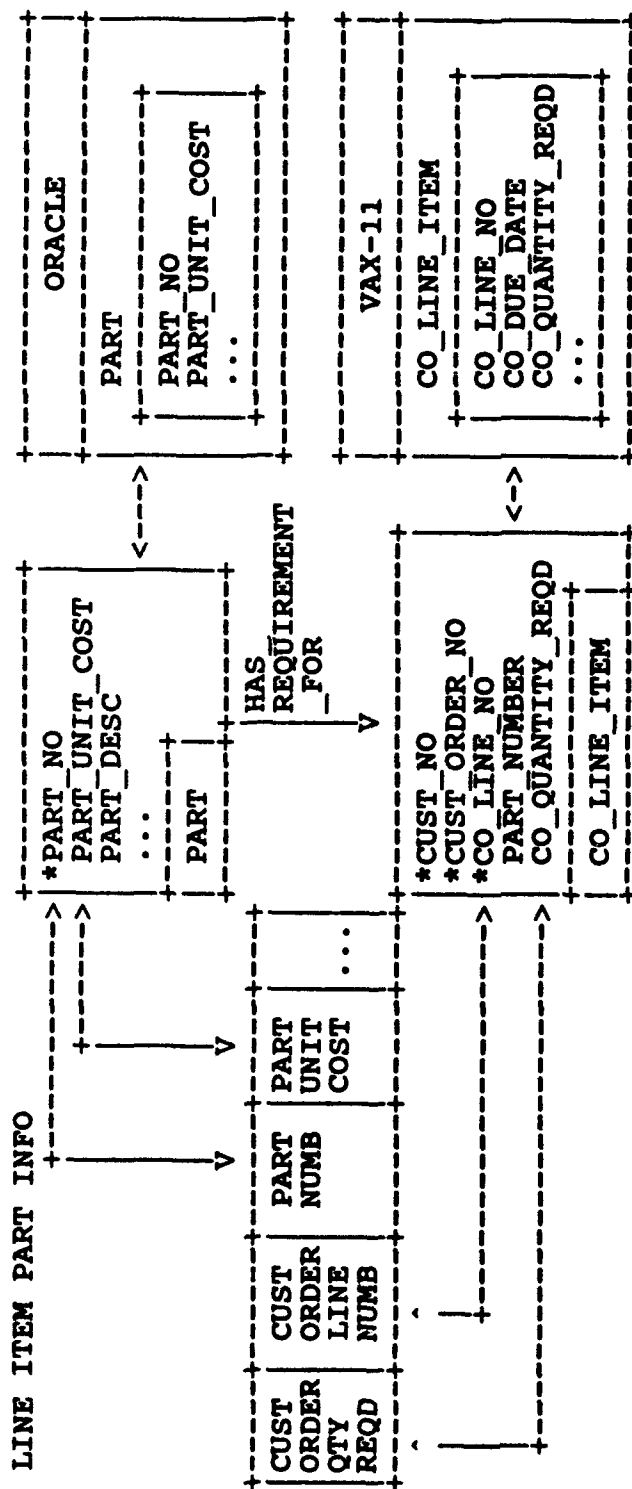 LINE ITEM PART INFO
CUST ORDER QTY REQD
CUST ORDER LINE NUMB
PART NUMB
PART UNIT COST
...
*PART_NO
PART_UNIT_COST
PART_DESC
...
PART
HAS_
REQUIREMENT
_FOR
*CUST_NO
*CUST_ORDER_NO
*CO_LINE_NO
PART_NUMBER
CO_QUANTITY_REQD
CO_LINE_ITEM
ORACLE
PART
PART_NO
PART_UNIT_COST
...
VAX-11
CO_LINE_ITEM
CO_LINE_NO
CO_DUE_DATE
CO_QUANTITY_REQD
...